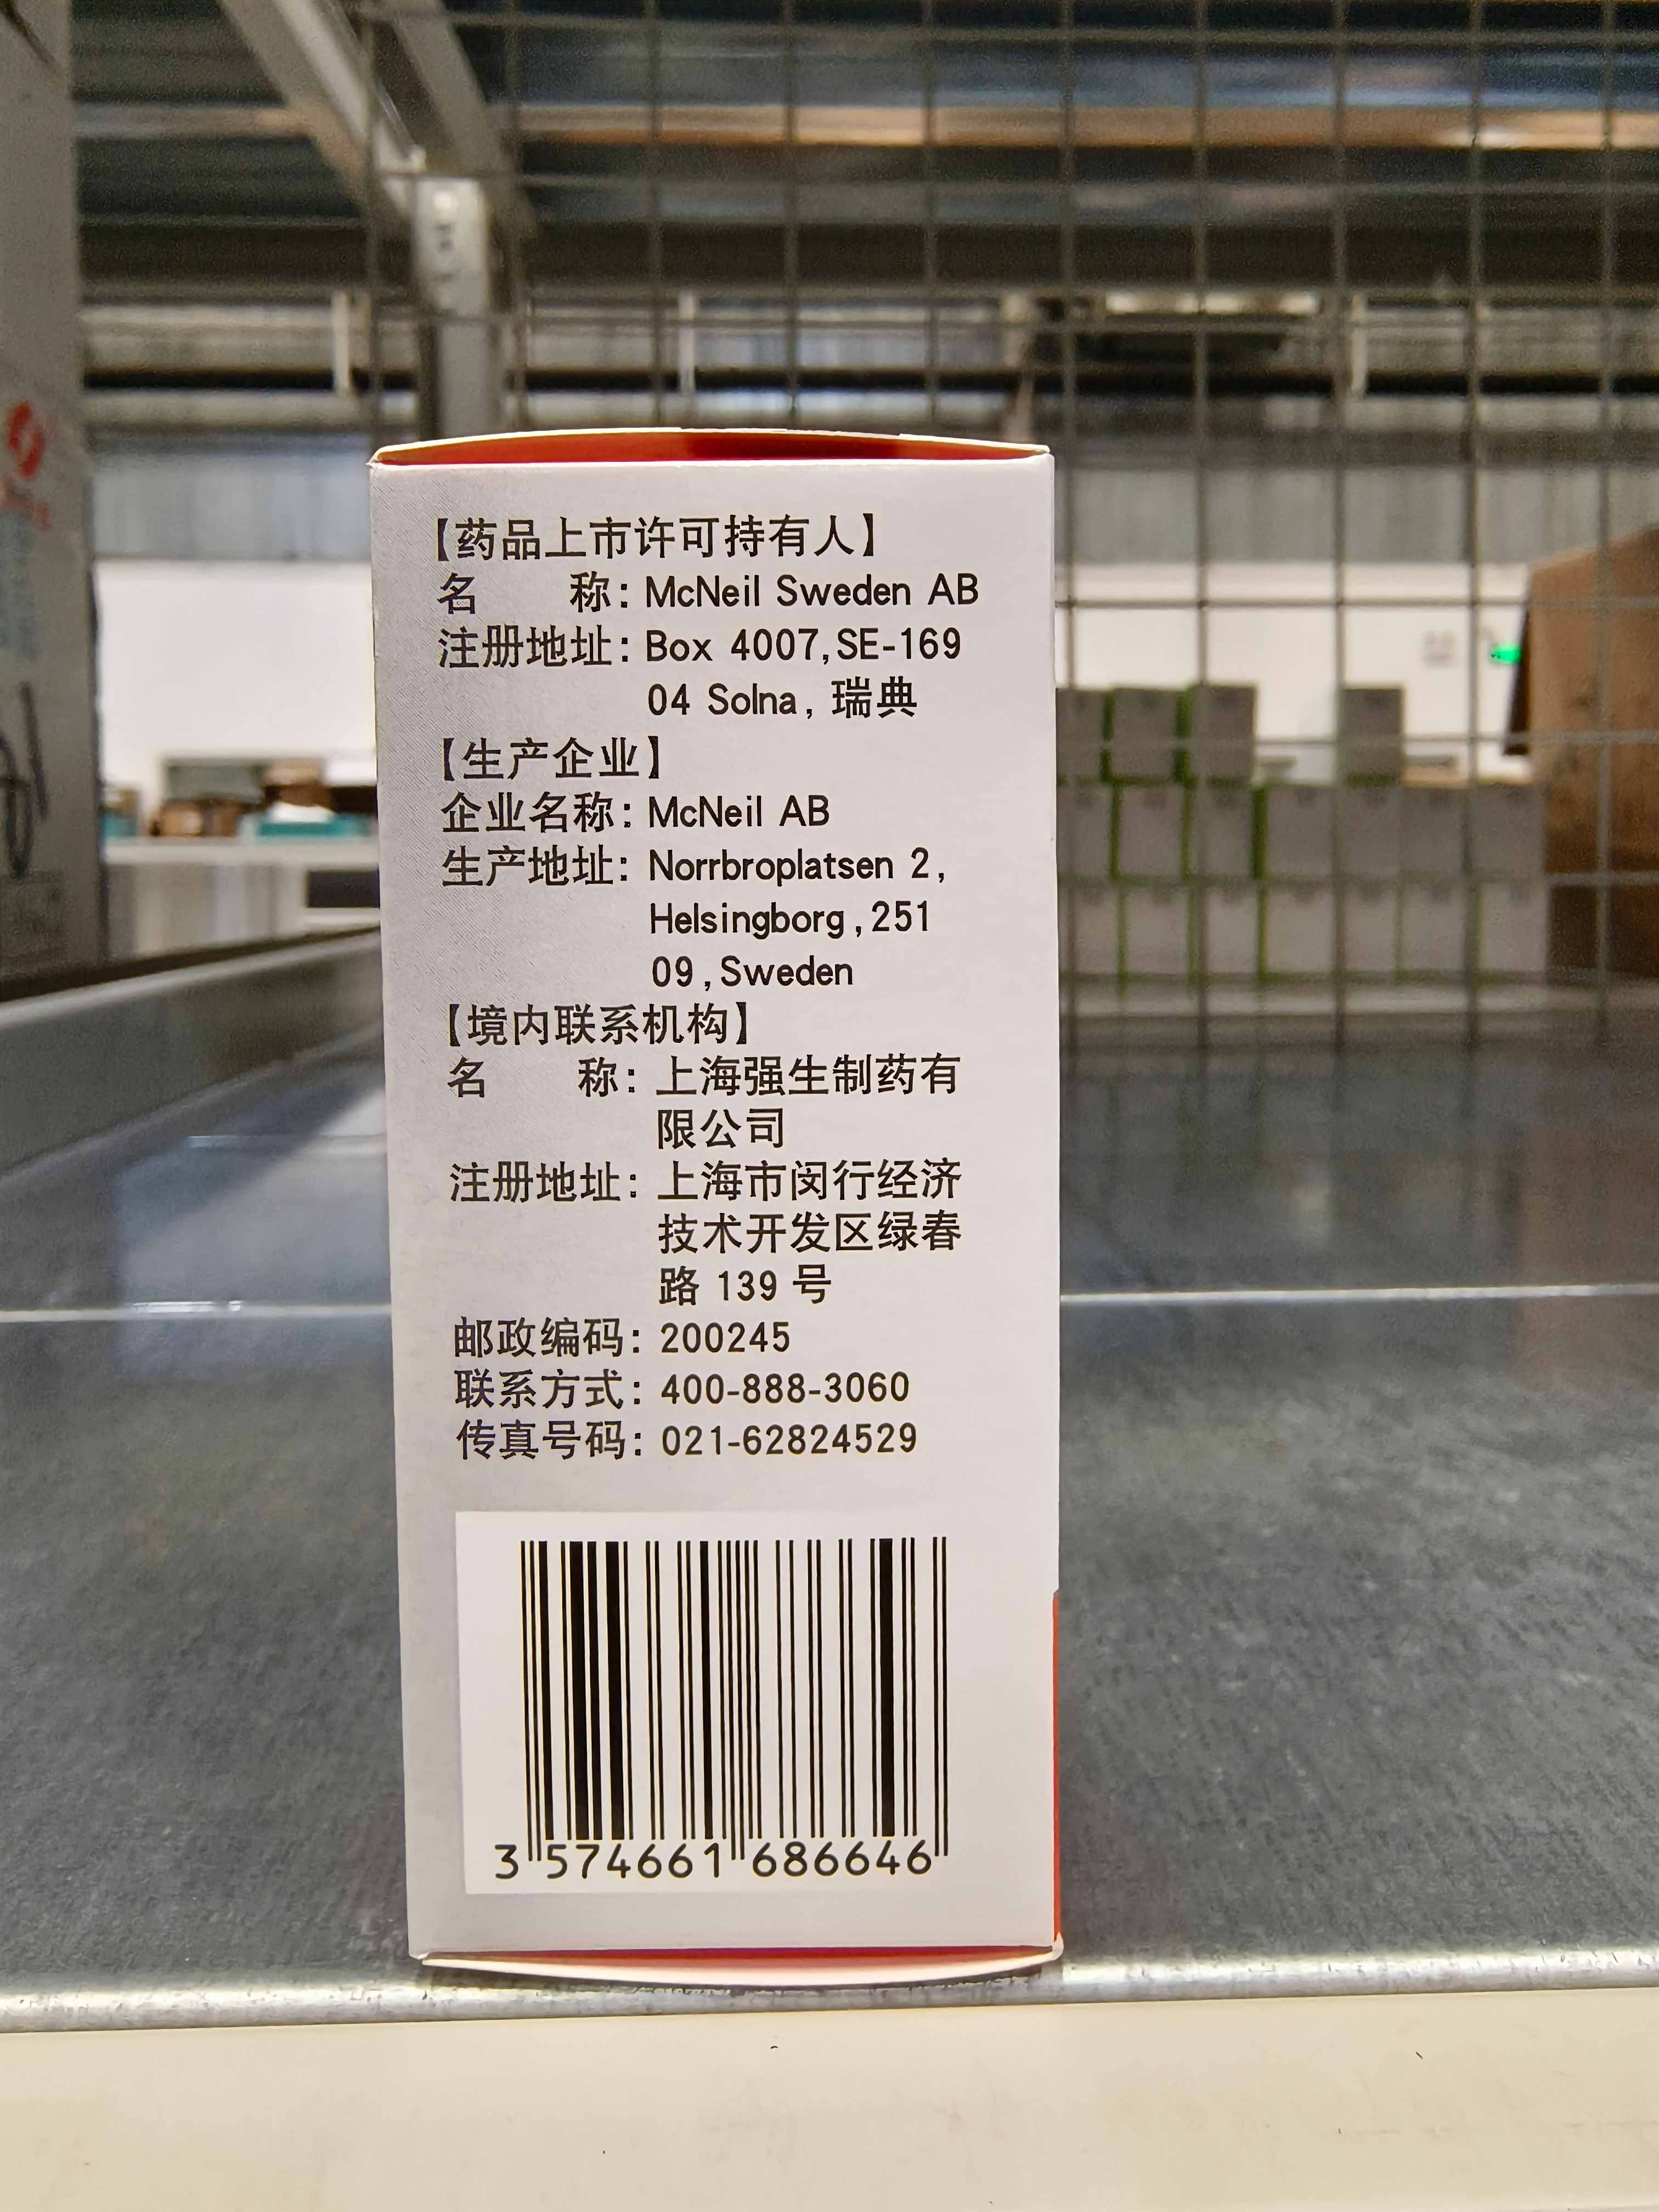 【药品上市许可持有人】
名 称: McNeil Sweden AB
注册地址: Box 4007,SE-169
04 Solna, 瑞典
【生产企业】
企业名称: McNeil AB
生产地址: Norrbroplatsen 2,
Helsingborg,251
09,Sweden
【境内联系机构】
名 称: 上海强生制药有
限公司
注册地址: 上海市闵行经济
技术开发区绿春
路 139 号
邮政编码: 200245
联系方式: 400-888-3060
传真号码: 021-62824529
3 574661 686646